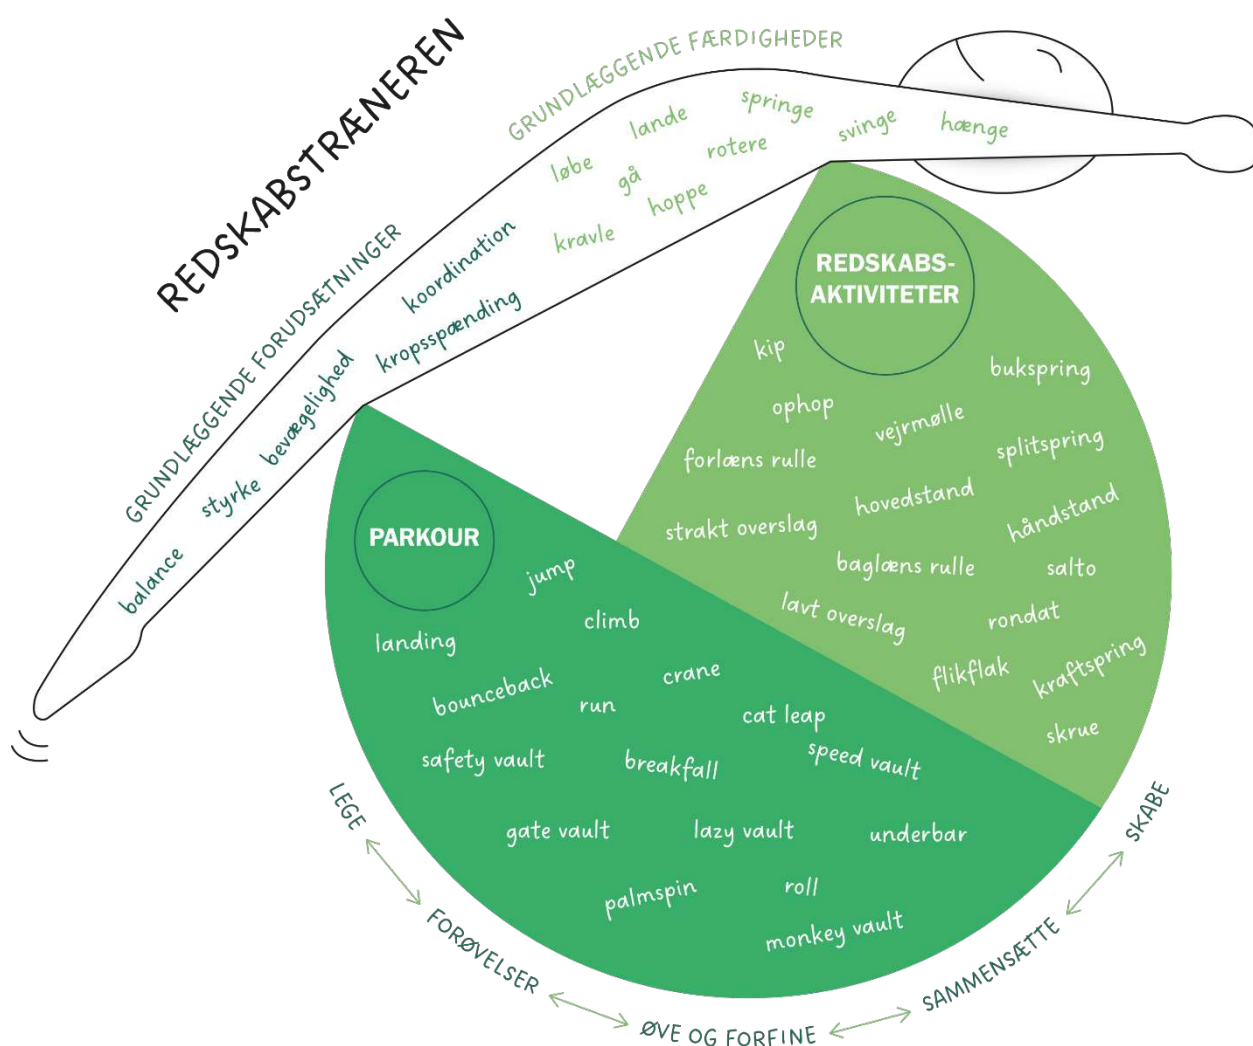 REDSKABSTRÆNEREN
GRUNDLÆGGENDE FÆRDIGHEDER
springe
lande
svinge
hænge
rotere
løbe
gå
hoppe
kravle
GRUNDLÆGGENDE FORUDSÆTNINGER
koordination
kropsspænding
bevægelighed
styrke
balance
REDSKABS-
AKTIVITETER
kip
bukspring
ophop
vejrmølle
splitspring
forlæns rulle
hovedstand
håndstand
strakt overslag
baglæns rulle
salto
lavt overslag
rondat
flikflak
kraftspring
skrue
PARKOUR
jump
climb
landing
crane
bounceback
run
cat leap
safety vault
breakfall
speed vault
gate vault
lazy vault
underbar
palmspin
roll
monkey vault
LEGE
FORØVELSER
ØVE OG FORFINE
SAMMENSÆTTE
SKABE